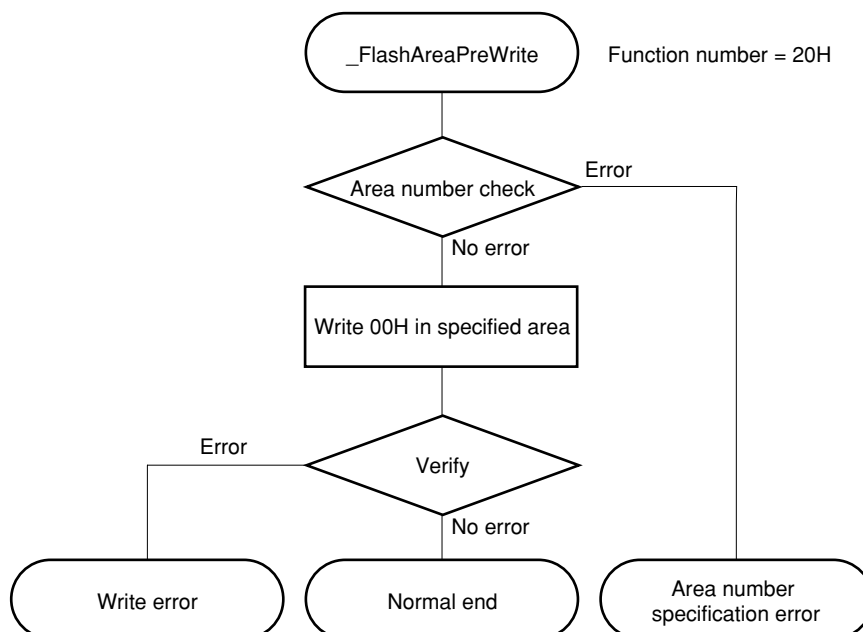 _FlashAreaPreWrite
Function number = 20H
Area number check
Error
No error
Write 00H in specified area
Error
Verify
No error
Write error
Normal end
Area number
specification error